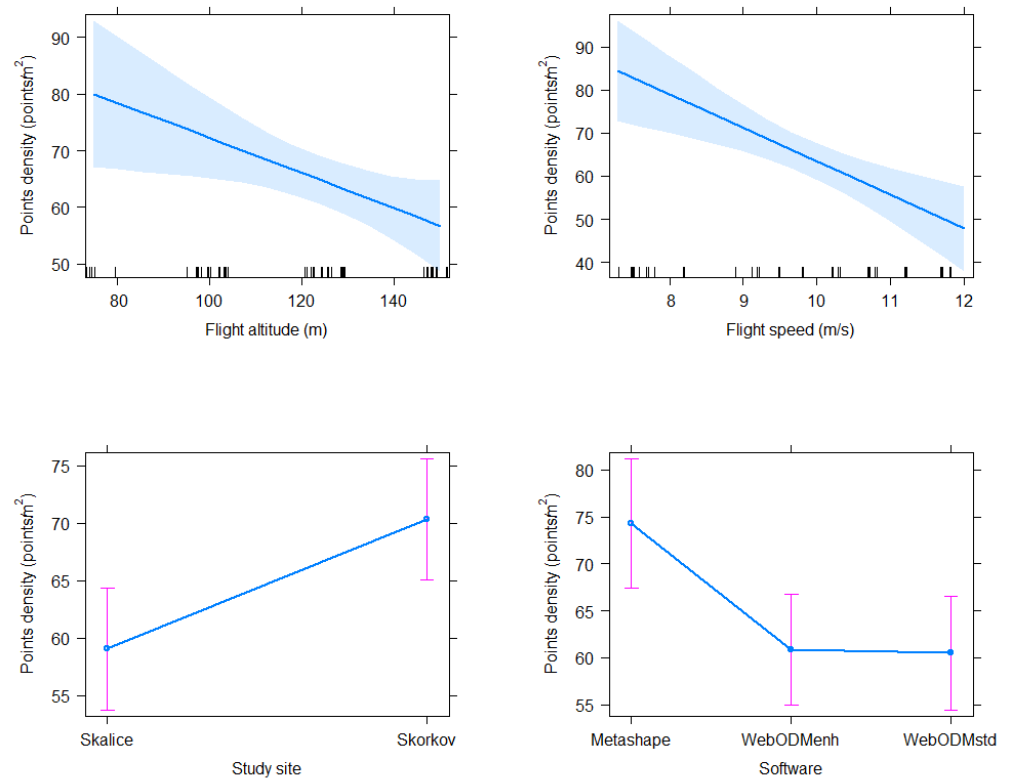 Points density (points/m²)
90
80
70
60
50
80 100 120 140
Flight altitude (m)
Points density (points/m²)
90
80
70
60
50
40
8 9 10 11 12
Flight speed (m/s)
Points density (points/m²)
75
70
65
60
55
Skalice Skorkov
Study site
Points density (points/m²)
80
75
70
65
60
55
Metashape WebODMenh WebODMstd
Software